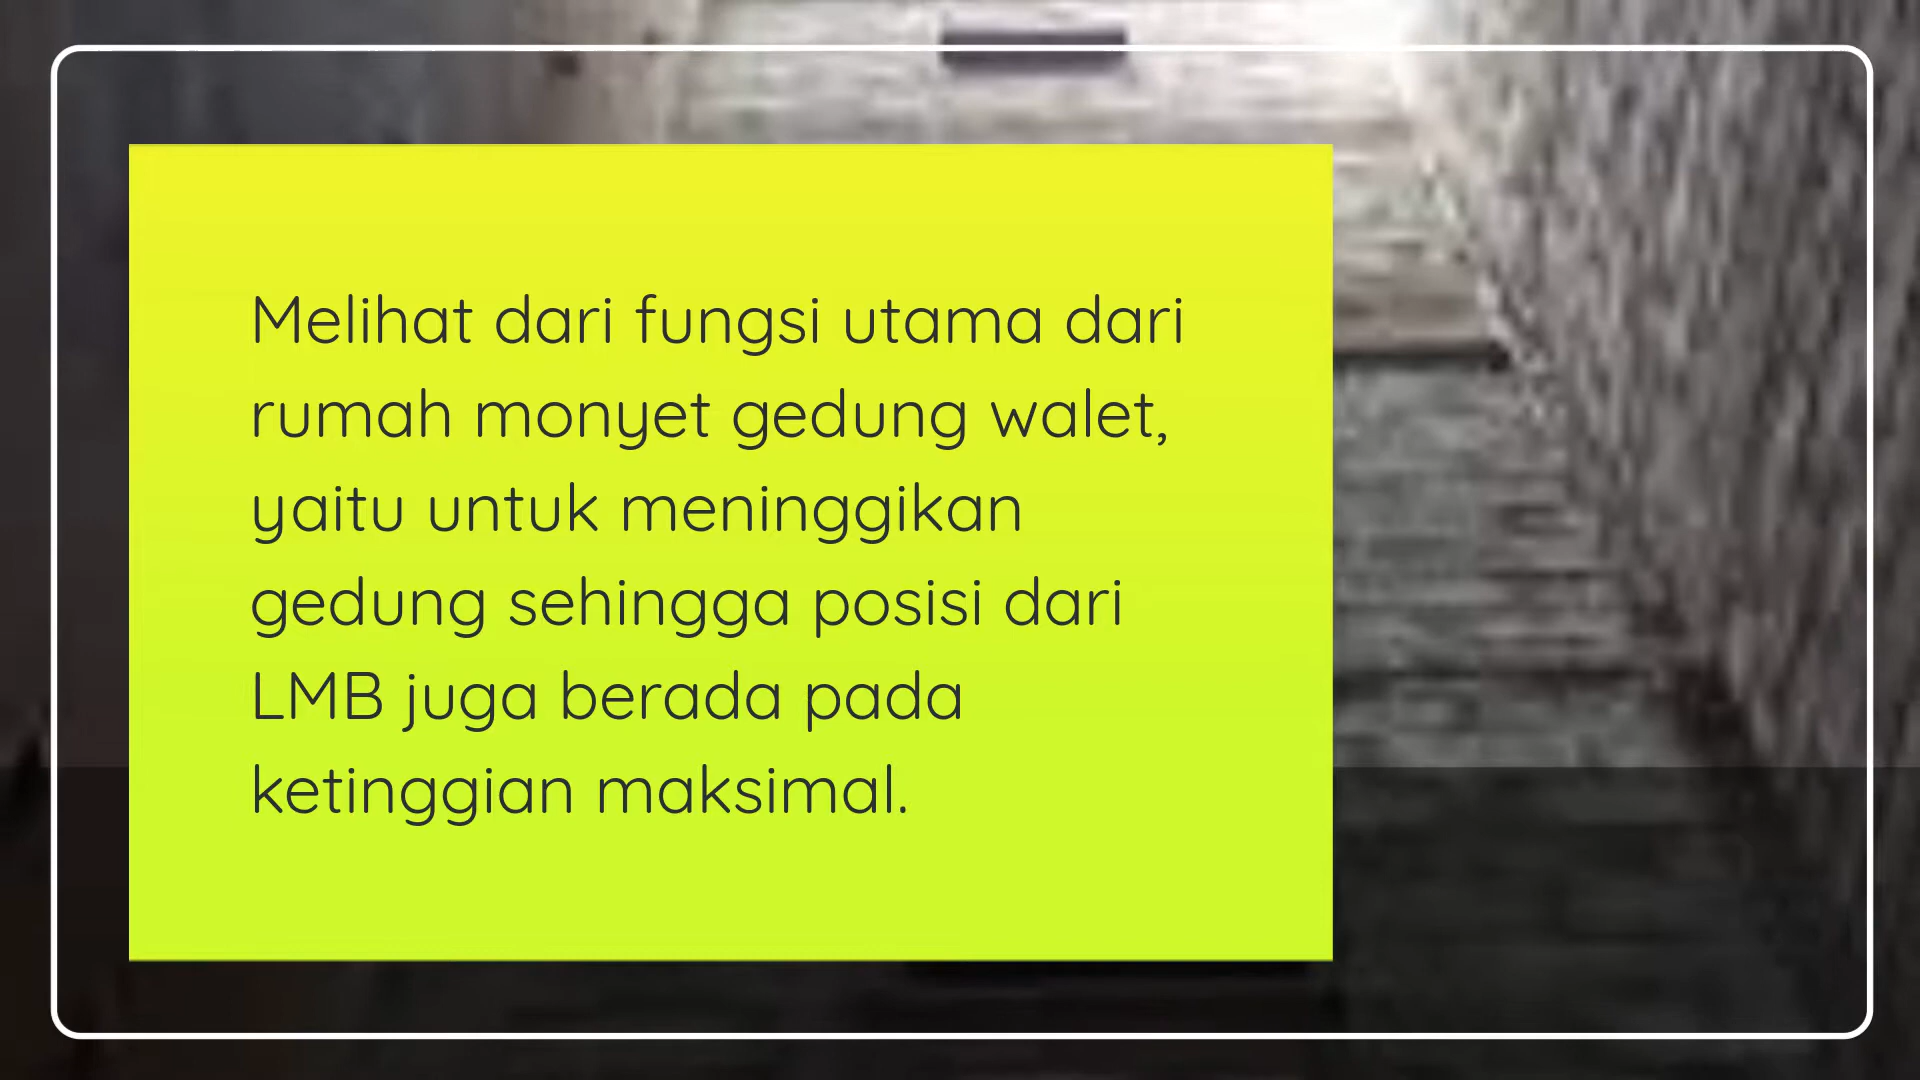 Melihat dari fungsi utama dari
rumah monyet gedung walet,
yaitu untuk meninggikan
gedung sehingga posisi dari
LMB juga berada pada
ketinggian maksimal.